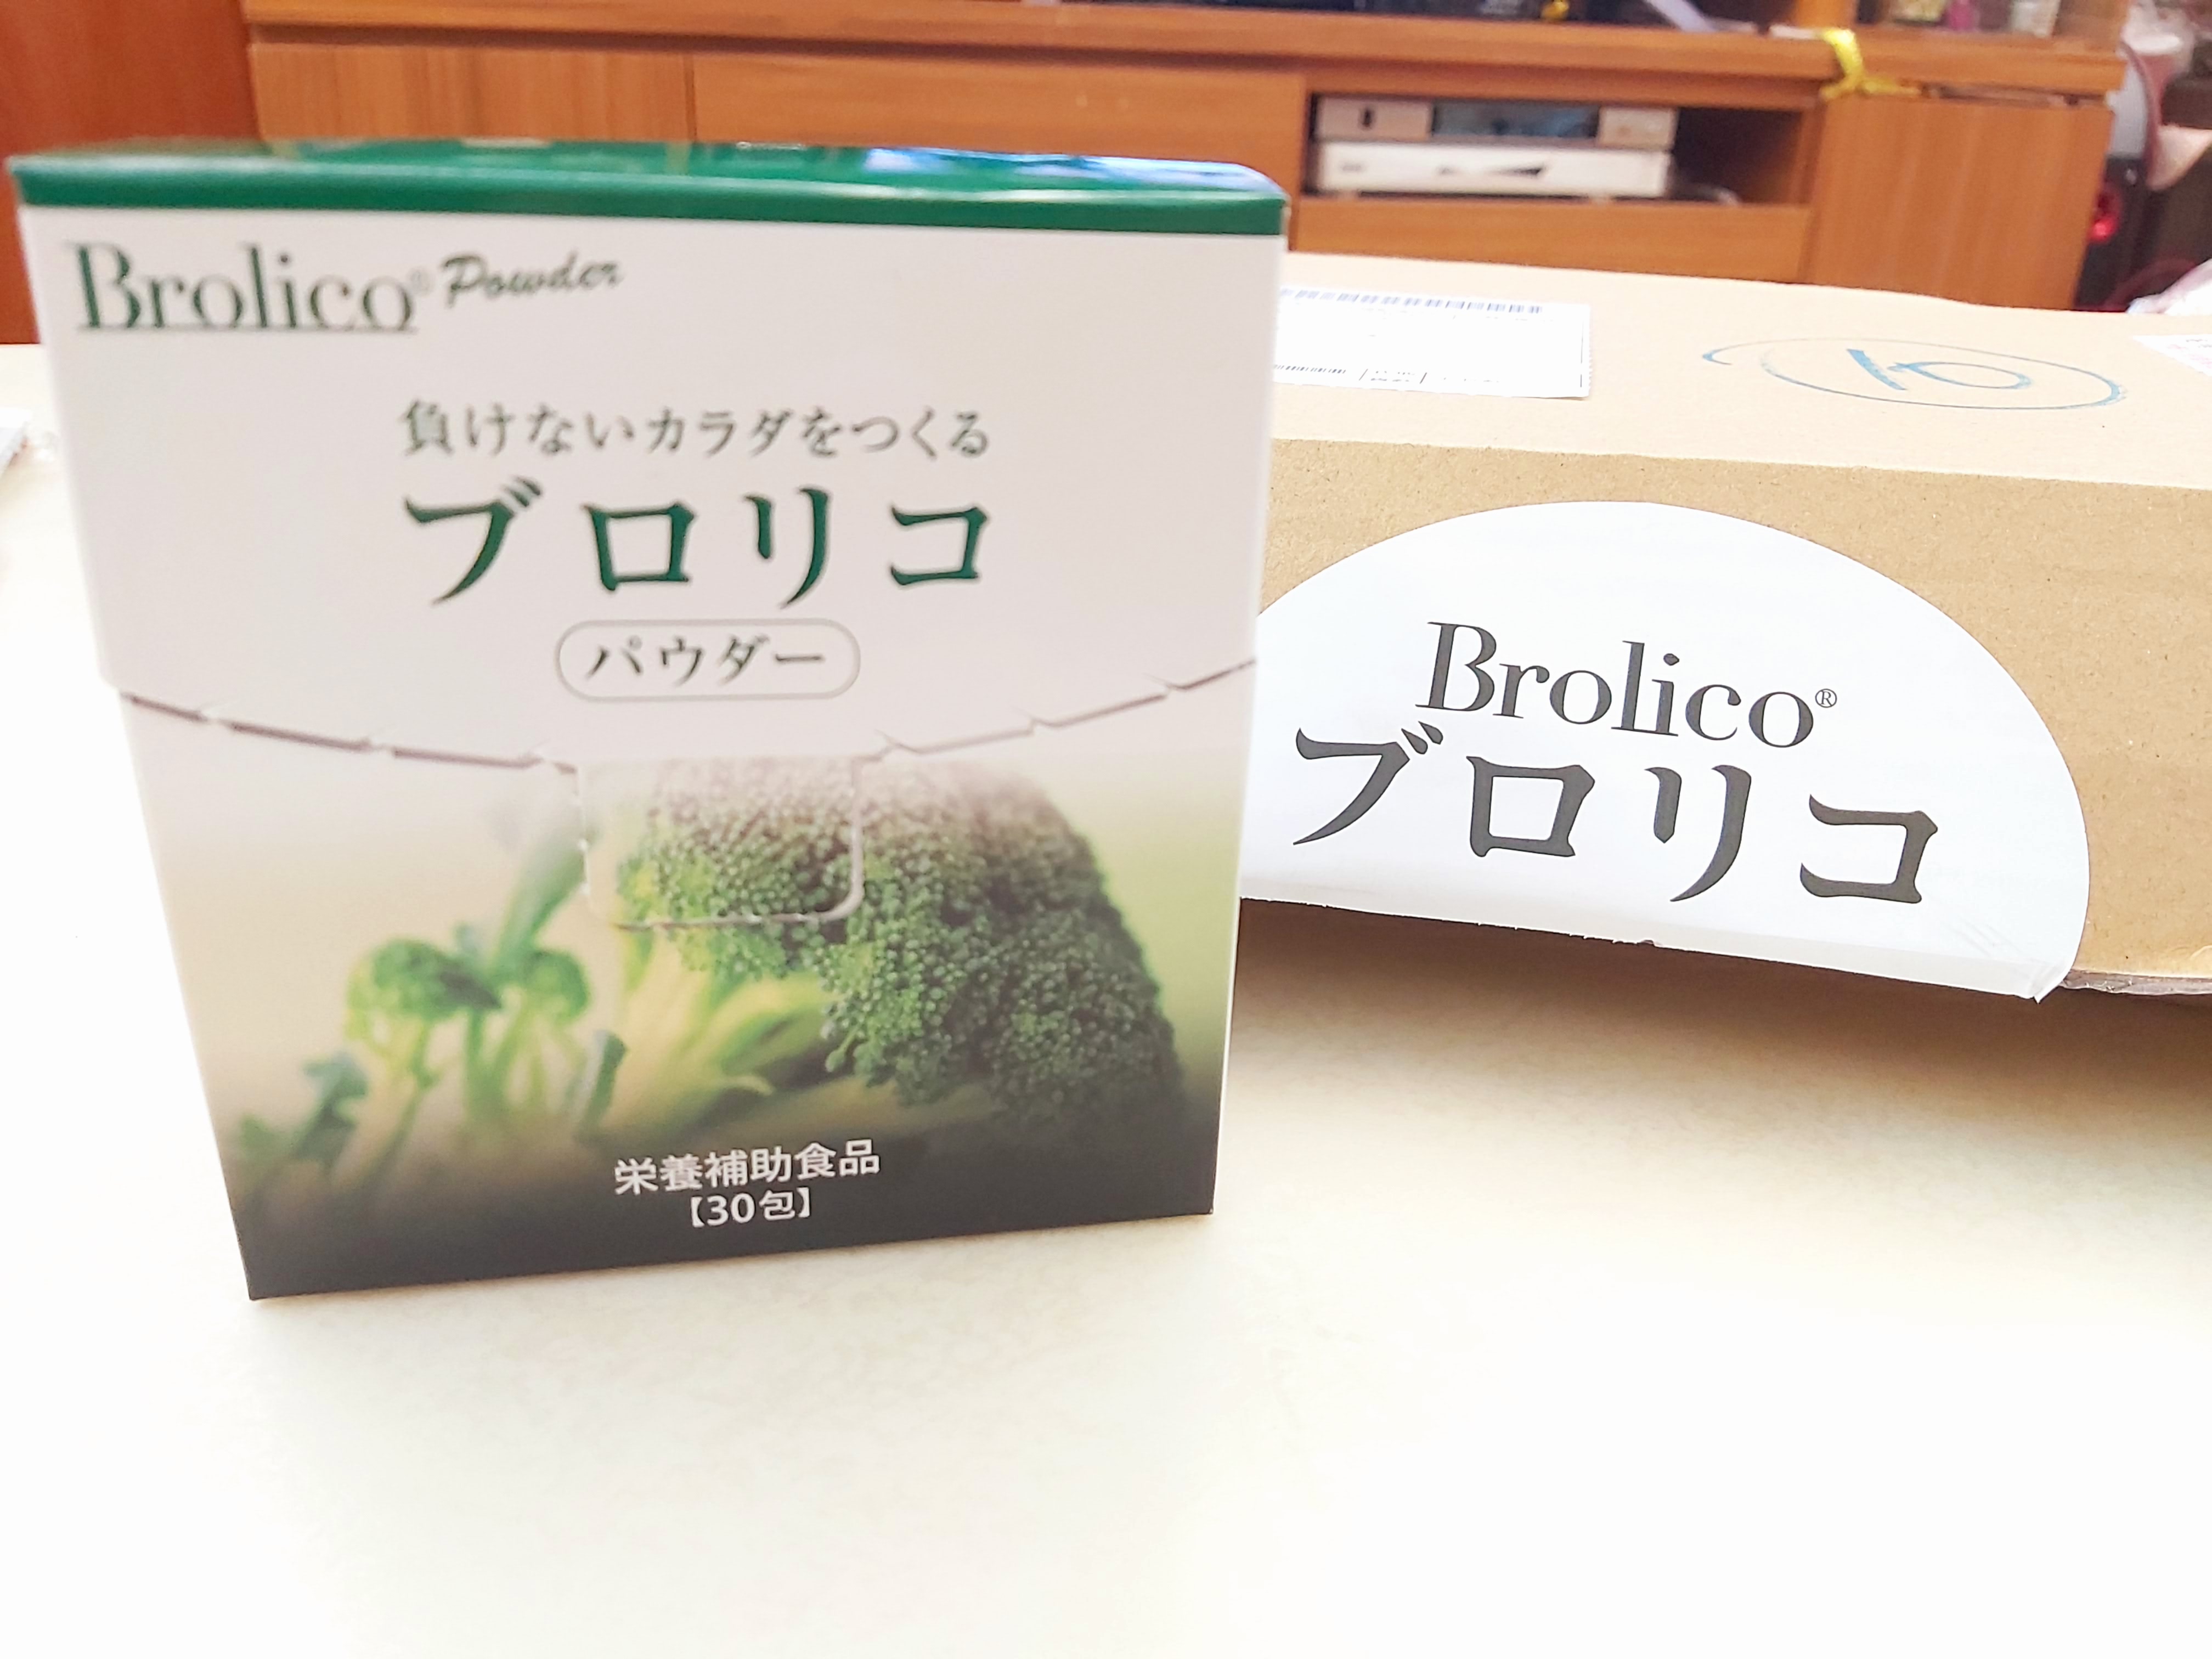 Brolico® Powder
負けないカラダをつくる
ブロリコ
パウダー
栄養補助食品
【30包】
Brolico®
ブロリコ